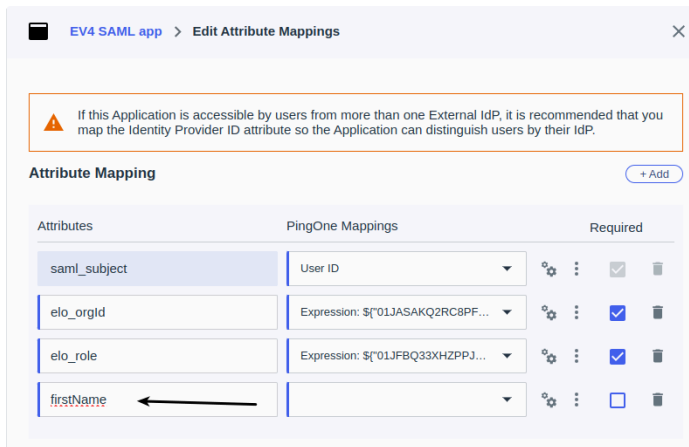 EV4 SAML app > Edit Attribute Mappings
If this Application is accessible by users from more than one External IdP, it is recommended that you
map the Identity Provider ID attribute so the Application can distinguish users by their IdP.
Attribute Mapping
+ Add
Attributes PingOne Mappings Required
saml_subject User ID
elo_orgId Expression: ${"01JASAKQ2RC8PF...
elo_role Expression: ${"01JFBQ33XHZPPJ...
firstName